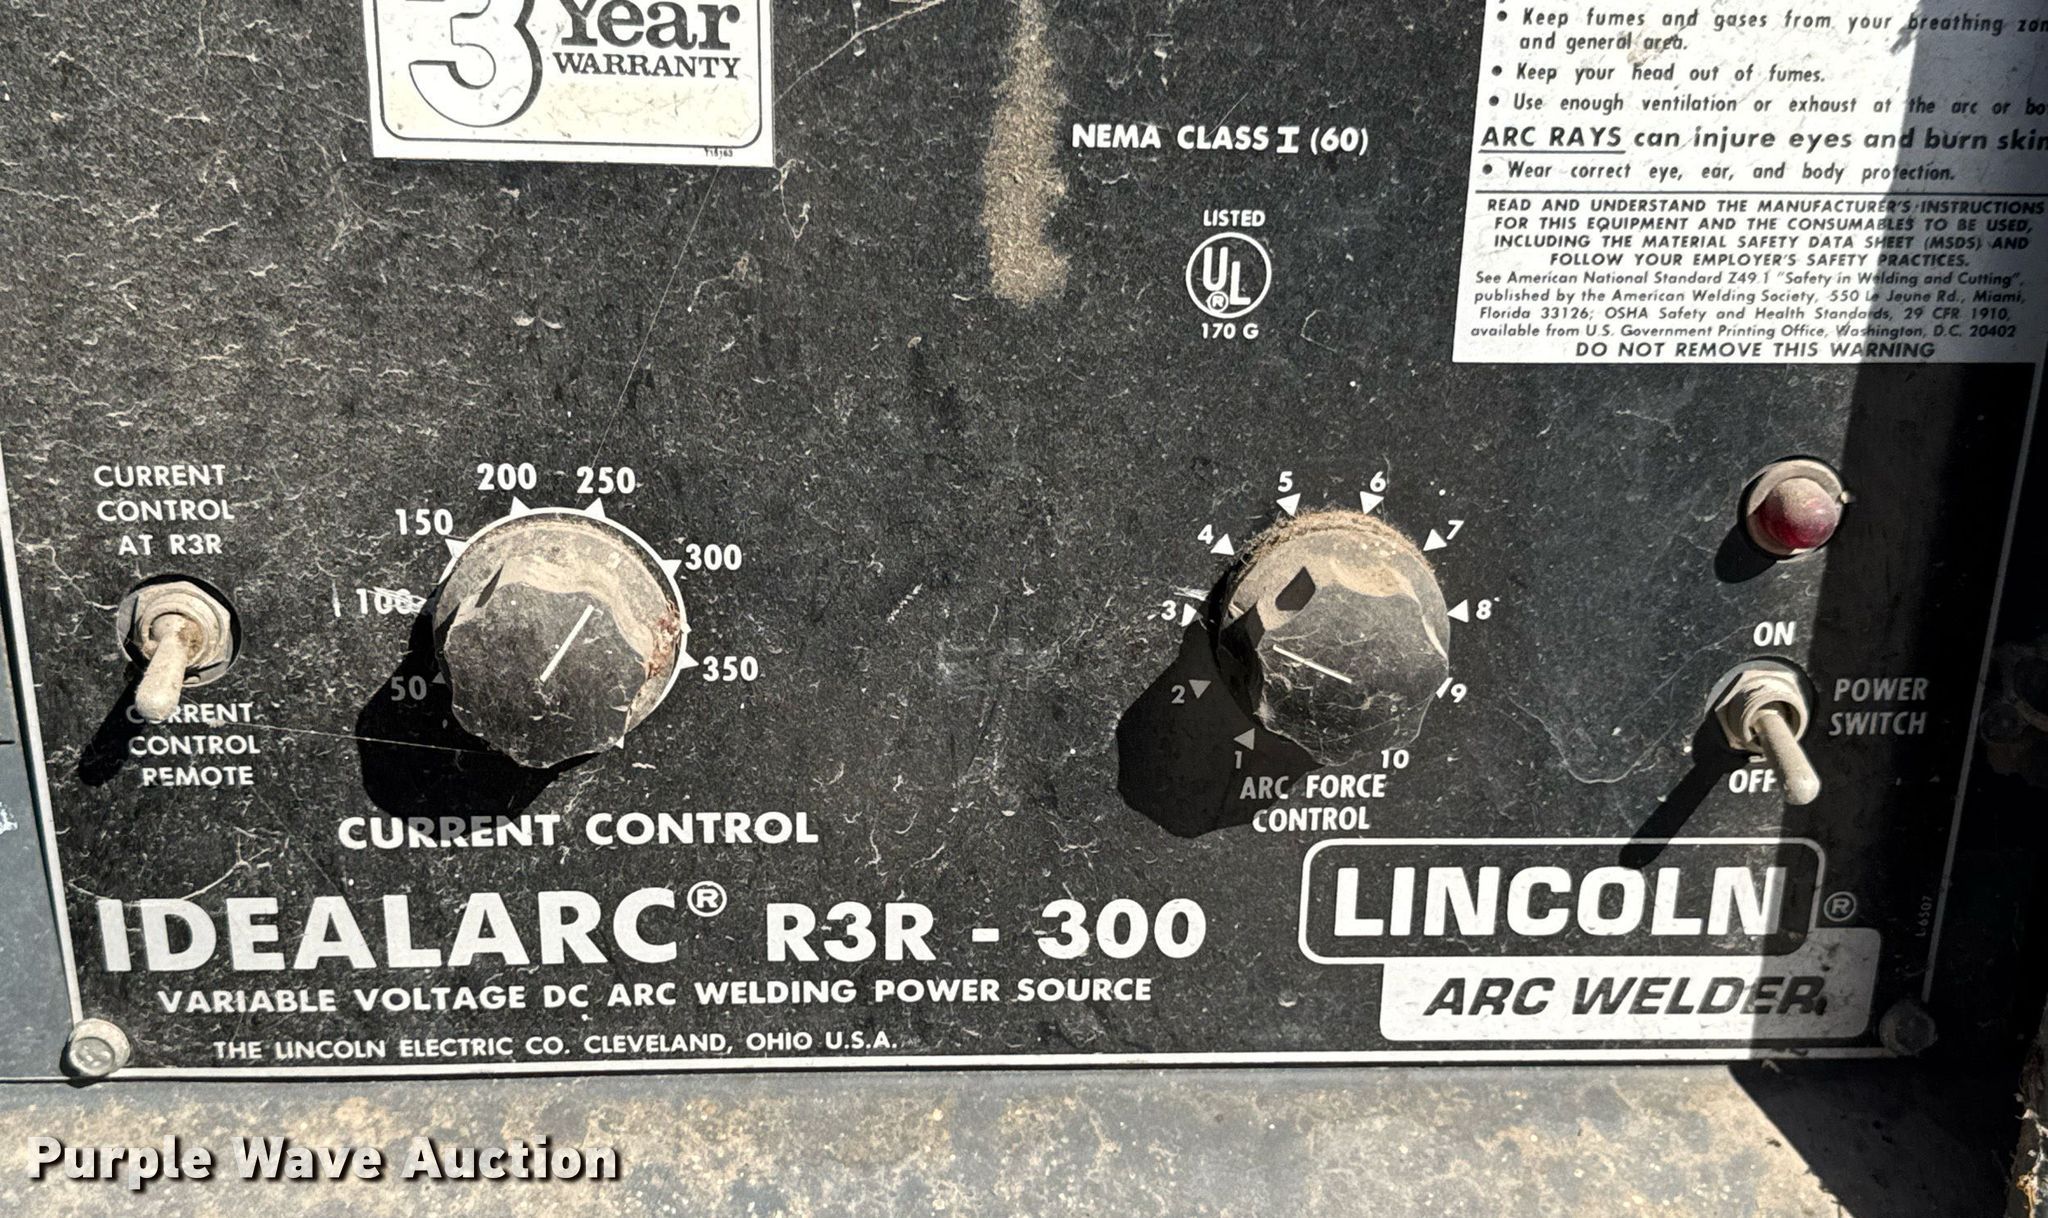 3 Year
WARRANTY
T15163
• Keep fumes and gases from your breathing
and general area.
• Keep your head out of fumes.
• Use enough ventilation or exhaust at the arc or
ARC RAYS can injure eyes and burn skin
• Wear correct eye, ear, and body protection.
READ AND UNDERSTAND THE MANUFACTURER'S INSTRUCTIONS
FOR THIS EQUIPMENT AND THE CONSUMABLES TO BE USED,
INCLUDING THE MATERIAL SAFETY DATA SHEET (MSDS) AND
FOLLOW YOUR EMPLOYER'S SAFETY PRACTICES.
See American National Standard Z49.1 "Safety in Welding and Cutting",
published by the American Welding Society, 550 Le Jeune Rd., Miami,
Florida 33126; OSHA Safety and Health Standards, 29 CFR 1910,
available from U.S. Government Printing Office, Washington, D.C. 20402
DO NOT REMOVE THIS WARNING
NEMA CLASS I (60)
LISTED
UL ®
170 G
CURRENT
CONTROL
AT R3R
CURRENT
CONTROL
REMOTE
50
100
150
200
250
300
350
CURRENT CONTROL
1
2
3
4
5
6
7
8
9
10
ARC FORCE
CONTROL
ON
POWER
SWITCH
OFF
IDEALARC® R3R - 300
VARIABLE VOLTAGE DC ARC WELDING POWER SOURCE
THE LINCOLN ELECTRIC CO. CLEVELAND, OHIO U.S.A.
LINCOLN ®
ARC WELDER
L-6507
Purple Wave Auction